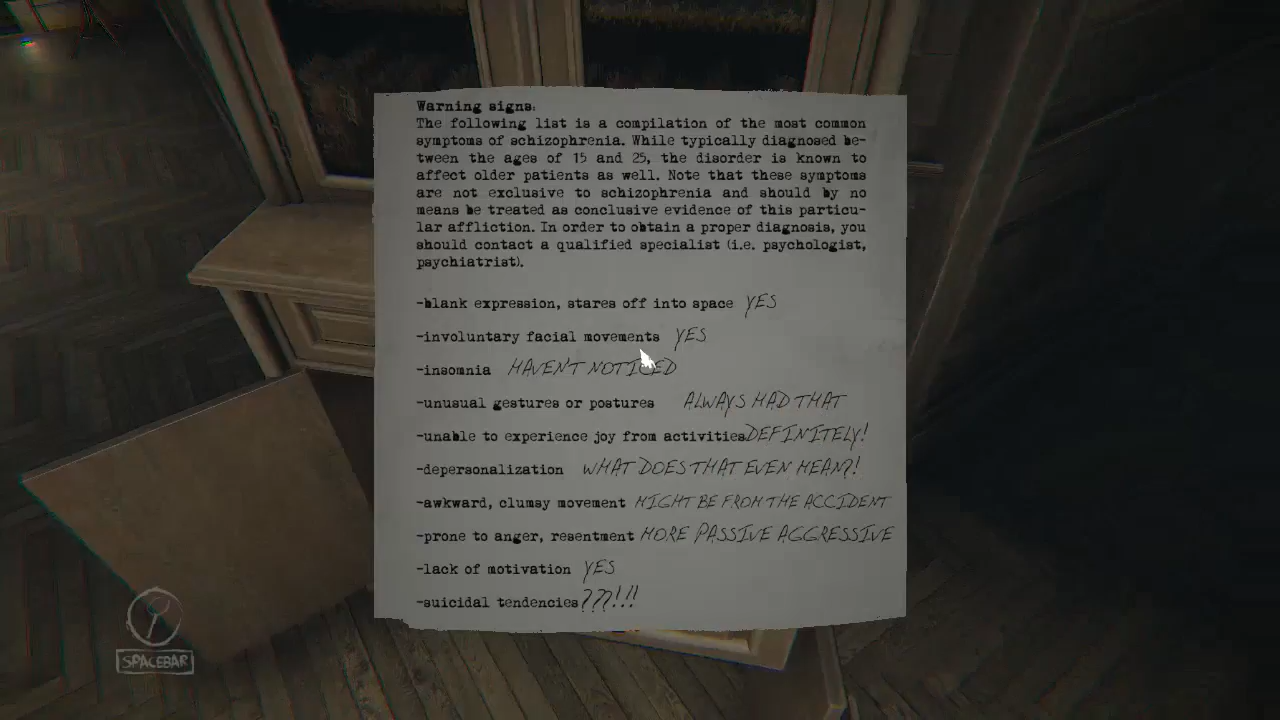 Warning signs:
The following list is a compilation of the most common
symptoms of schizophrenia. While typically diagnosed be-
tween the ages of 15 and 25, the disorder is known to
affect older patients as well. Note that these symptoms
are not exclusive to schizophrenia and should by no
means be treated as conclusive evidence of this particu-
lar affliction. In order to obtain a proper diagnosis, you
should contact a qualified specialist (i.e. psychologist,
psychiatrist).
-blank expression, stares off into space YES
-involuntary facial movements YES
-insomnia HAVEN'T NOTICED
-unusual gestures or postures ALWAYS HAD THAT
-unable to experience joy from activities DEFINITELY!
-depersonalization WHAT DOES THAT EVEN MEAN?!
-awkward, clumsy movement MIGHT BE FROM THE ACCIDENT
-prone to anger, resentment MORE PASSIVE AGGRESSIVE
-lack of motivation YES
-suicidal tendencies ???!!!
SPACEBAR